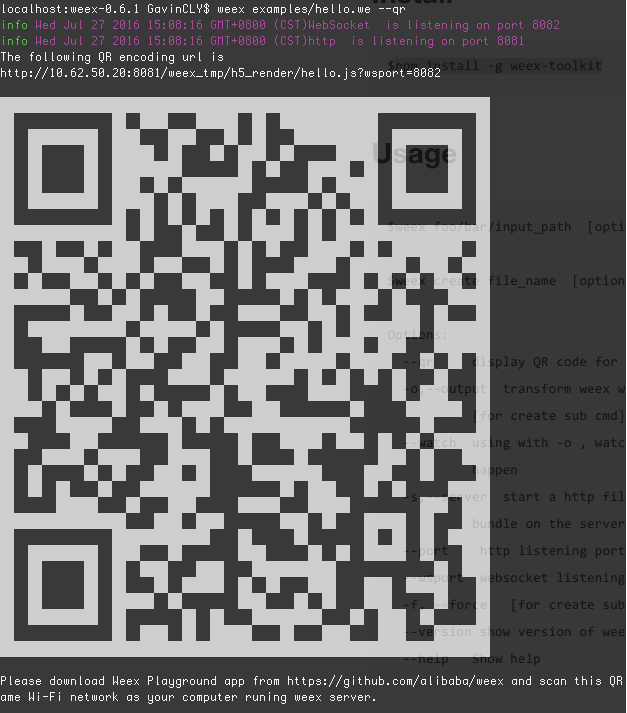 localhost:weex-0.6.1 GavinCLY$ weex examples/hello.we --qr
info Wed Jul 27 2016 15:08:16 GMT+0800 (CST)WebSocket  is listening on port 8082
info Wed Jul 27 2016 15:08:16 GMT+0800 (CST)http  is listening on port 8081
The following QR encoding url is
http://10.62.50.20:8081/weex_tmp/h5_render/hello.js?wsport=8082
$npm install -g weex-toolkit
Usage
$weex foo/bar/input_path  [opti
$weex create file_name  [option
Options:
--qr     display QR code for
-o,--output  transform weex w
[for create sub cmd]
--watch  using with -o , watc
happen
-s,--server  start a http fil
bundle on the server
--port    http listening port
--wsport  websocket listening
-f, --force   [for create sub
--version show version of wee
--help   Show help
Please download Weex Playground app from https://github.com/alibaba/weex and scan this QR
ame Wi-Fi network as your computer runing weex server.